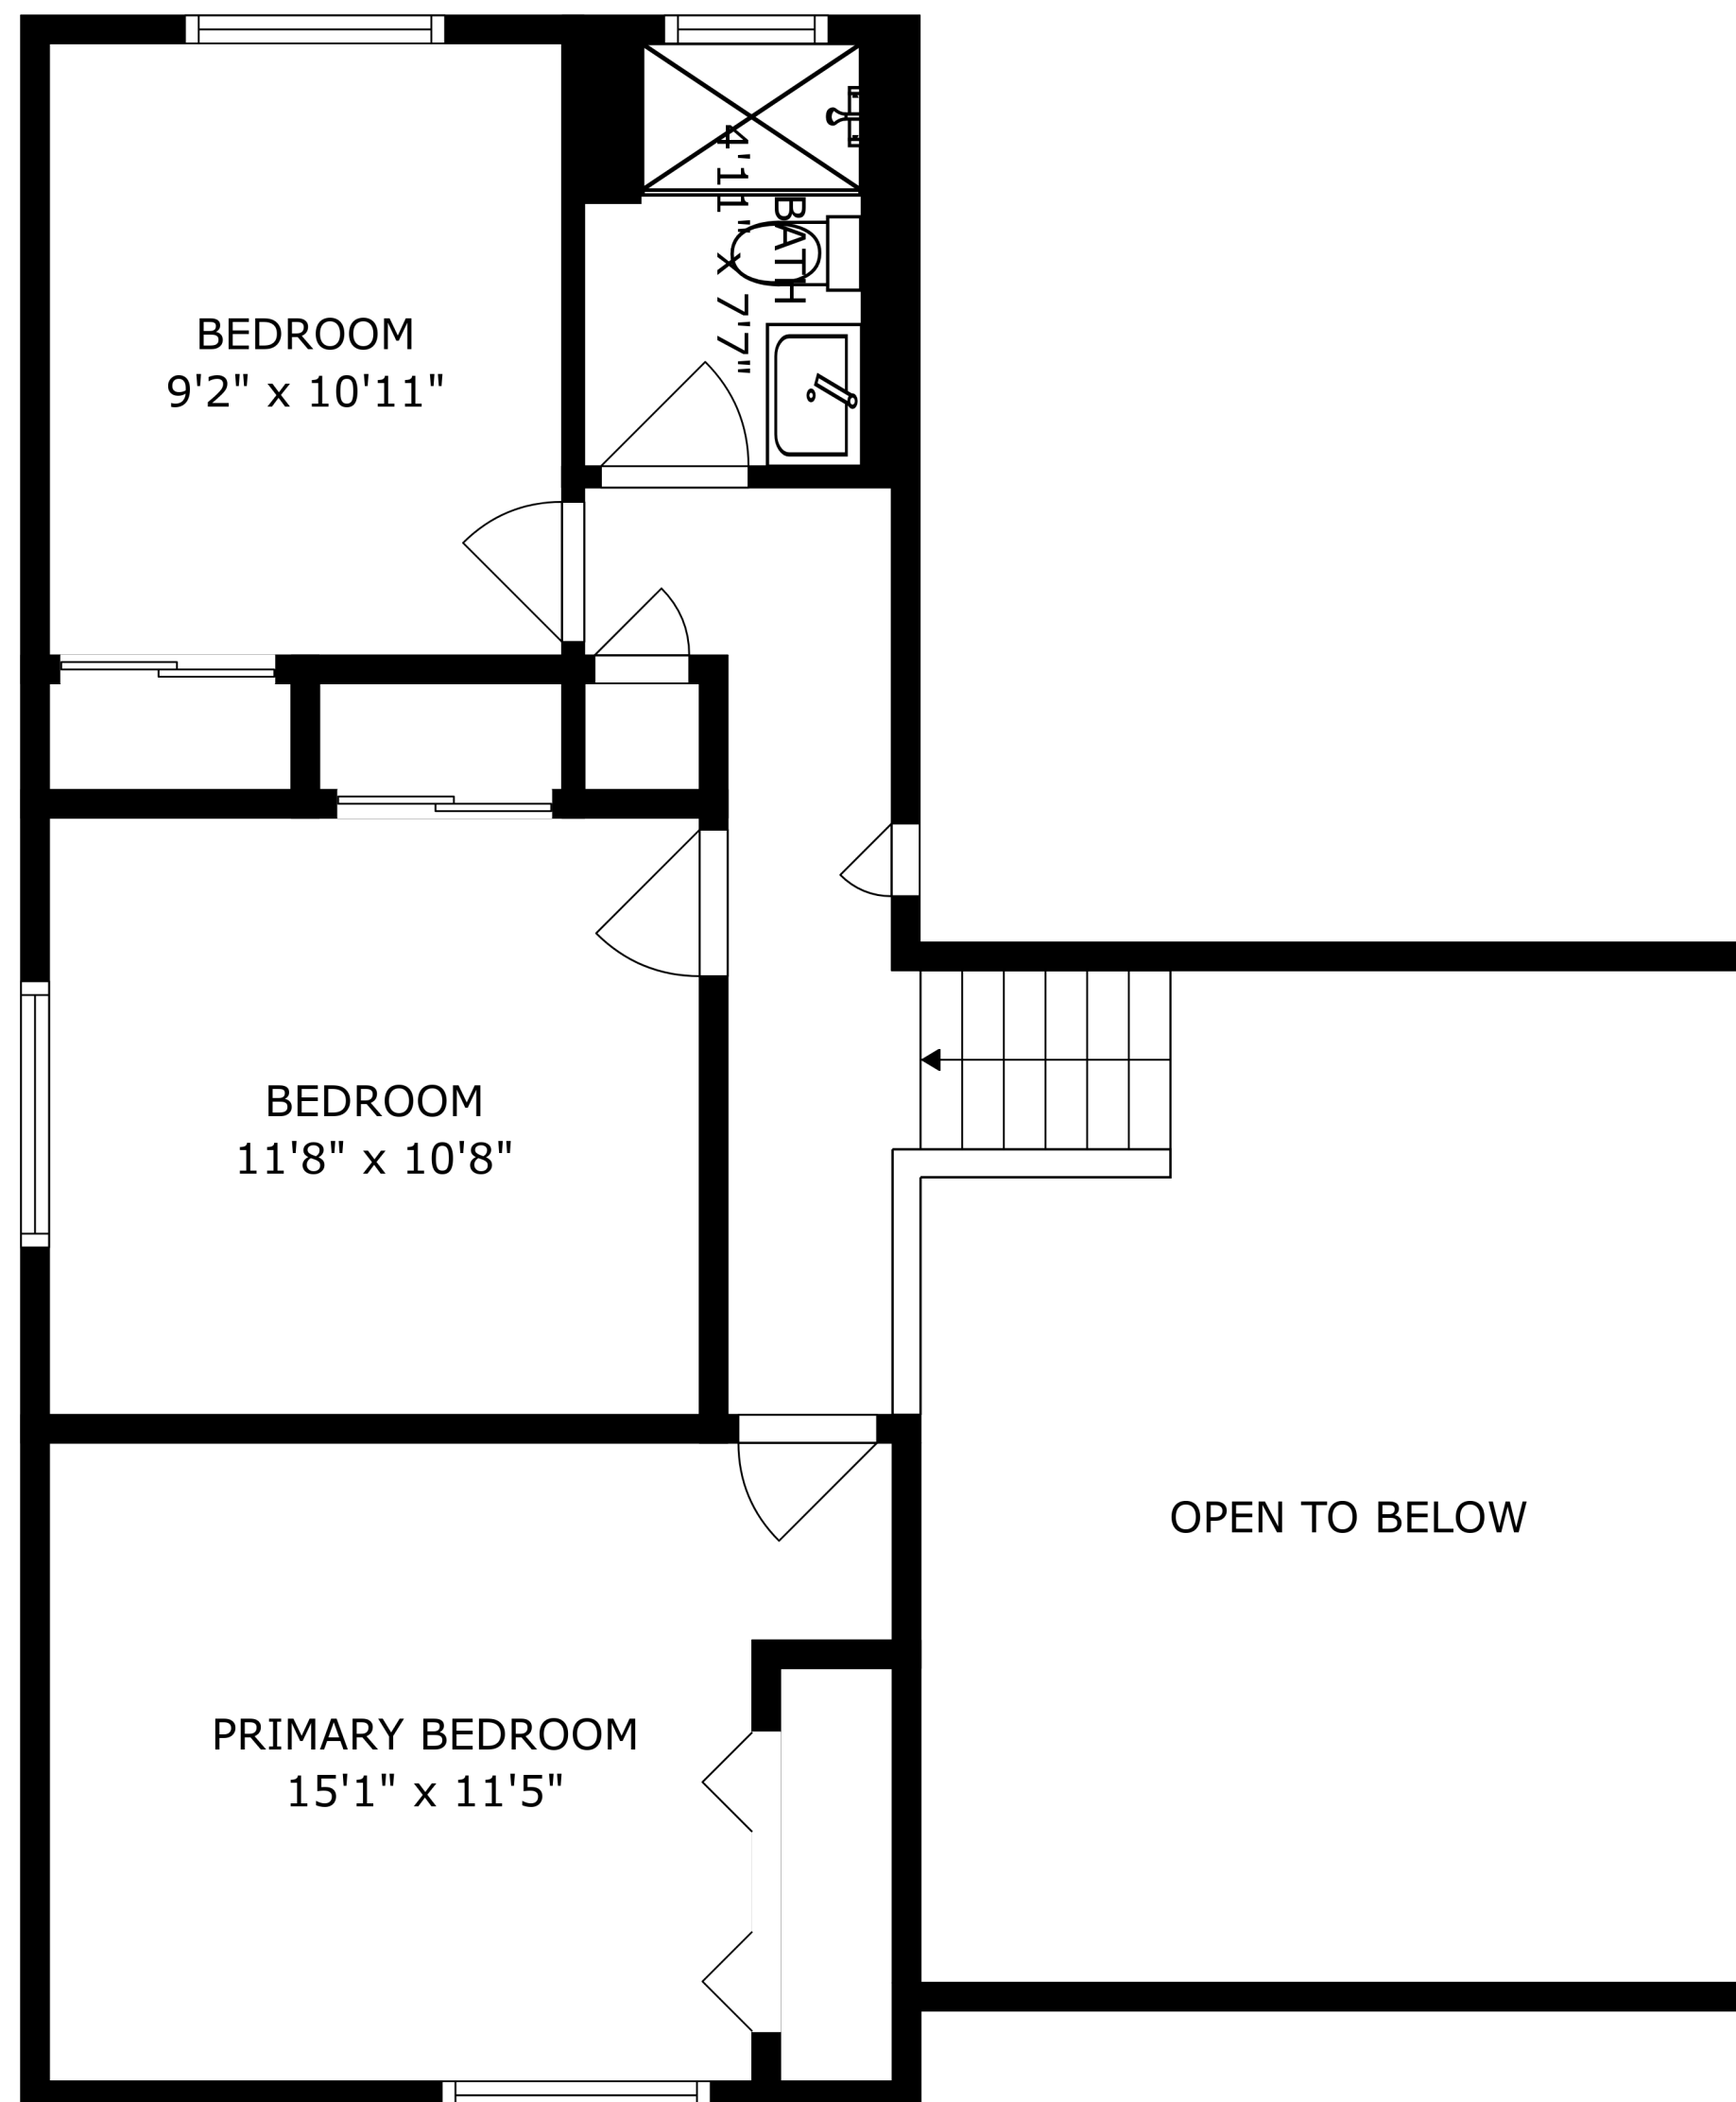 BATH
4'11" x 7'7"
BEDROOM
9'2" x 10'11"
BEDROOM
11'8" x 10'8"
OPEN TO BELOW
PRIMARY BEDROOM
15'1" x 11'5"